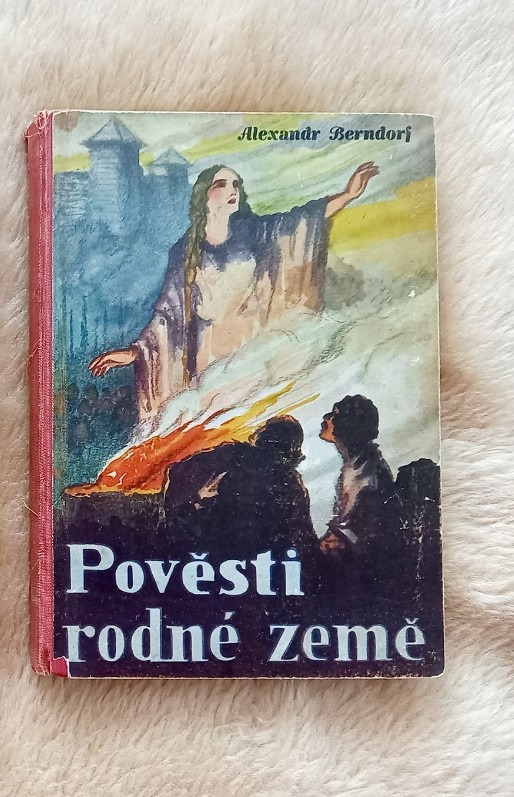 Alexandr Berndorf
Pověsti
rodné země